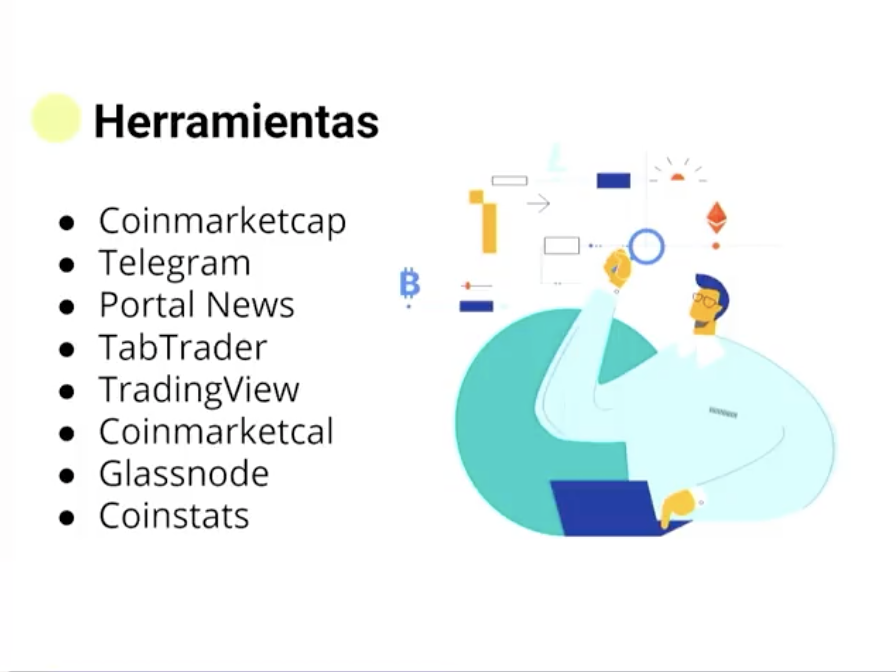 Herramientas
● Coinmarketcap
● Telegram
● Portal News
● TabTrader
● TradingView
● Coinmarketcal
● Glassnode
● Coinstats